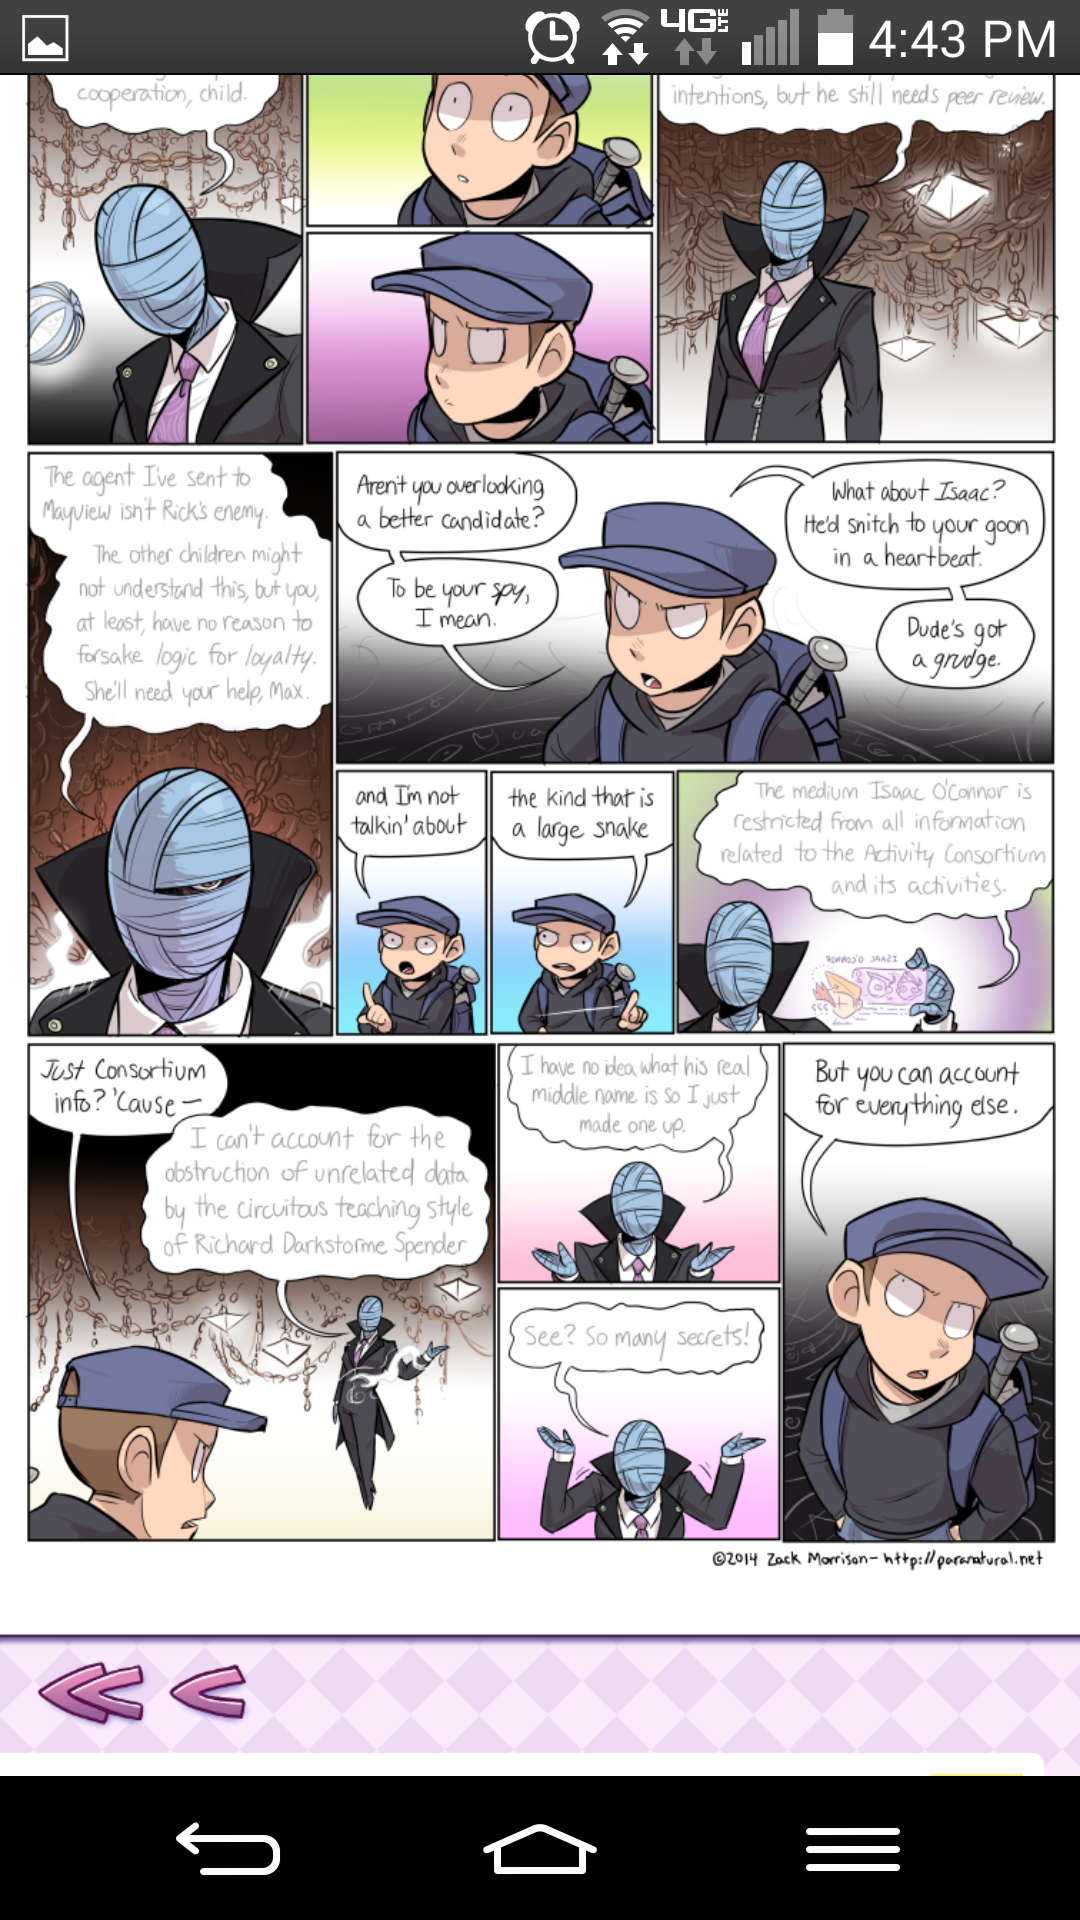 4G LTE 4:43 PM
cooperation, child.
intentions, but he still needs peer review.
The agent I've sent to
Mayview isn't Rick's enemy.
The other children might
not understand this, but you,
at least, have no reason to
forsake logic for loyalty.
She'll need your help, Max.
Aren't you overlooking
a better candidate?
To be your spy,
I mean.
What about Isaac?
He'd snitch to your goon
in a heartbeat.
Dude's got
a grudge.
and I'm not
talkin' about
the kind that is
a large snake
The medium Isaac O'Connor is
restricted from all information
related to the Activity Consortium
and its activities.
ISAAC O'CONNOR
Just Consortium
info? 'Cause —
I can't account for the
obstruction of unrelated data
by the circuitous teaching style
of Richard Darkstorme Spender
I have no idea what his real
middle name is so I just
made one up.
See? So many secrets!
But you can account
for everything else.
©2014 Zack Morrison- http://paranatural.net